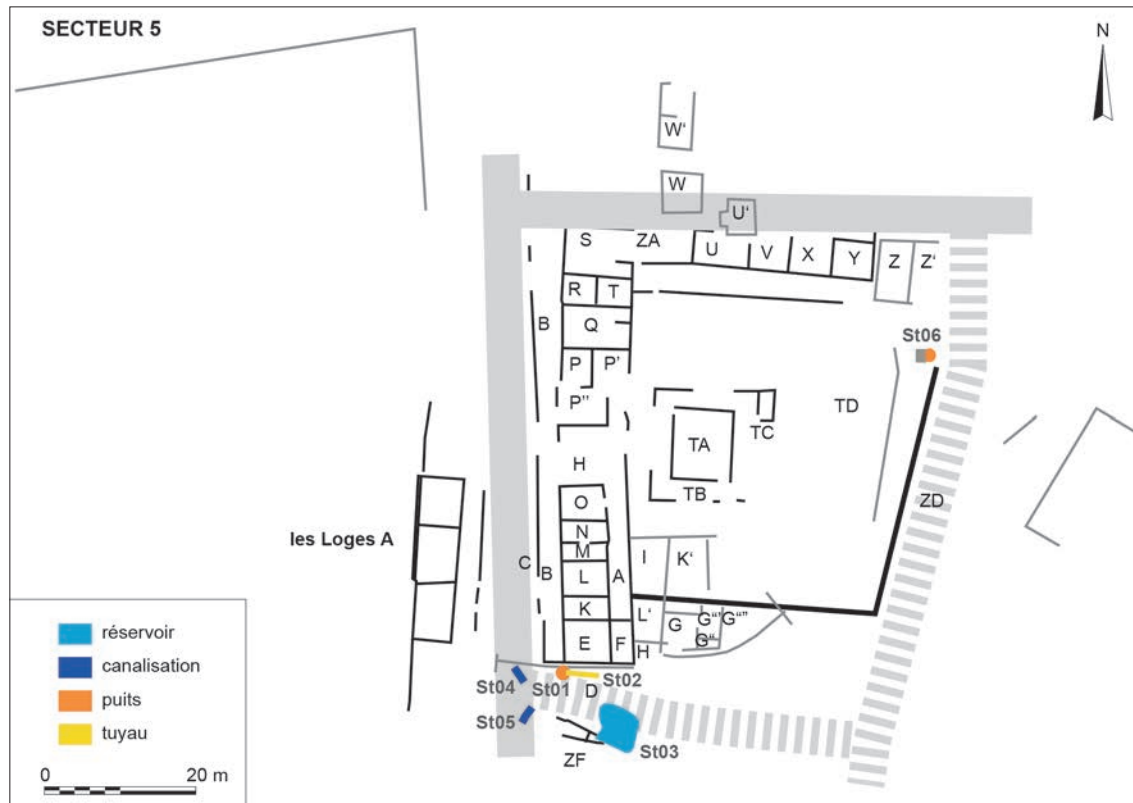 SECTEUR 5
N
W'
W
U'
S ZA U V X Y Z Z'
R T
B Q
St06
P P'
P"
TD
TC
TA
H
TB
ZD
O
les Loges A
N
M
C B L A I K'
K L' G G"' G""
G"
E F H
réservoir
canalisation
puits
tuyau
St04 St01 D St02
St05
St03
ZF
0 20 m